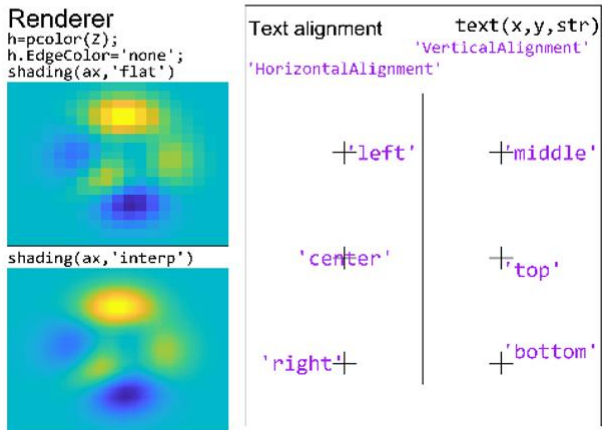 Renderer
h=pcolor(Z);
h.EdgeColor='none';
shading(ax,'flat')
shading(ax,'interp')
Text alignment
text(x,y,str)
'VerticalAlignment'
'HorizontalAlignment'
'left'
'middle'
'center'
'top'
'right'
'bottom'